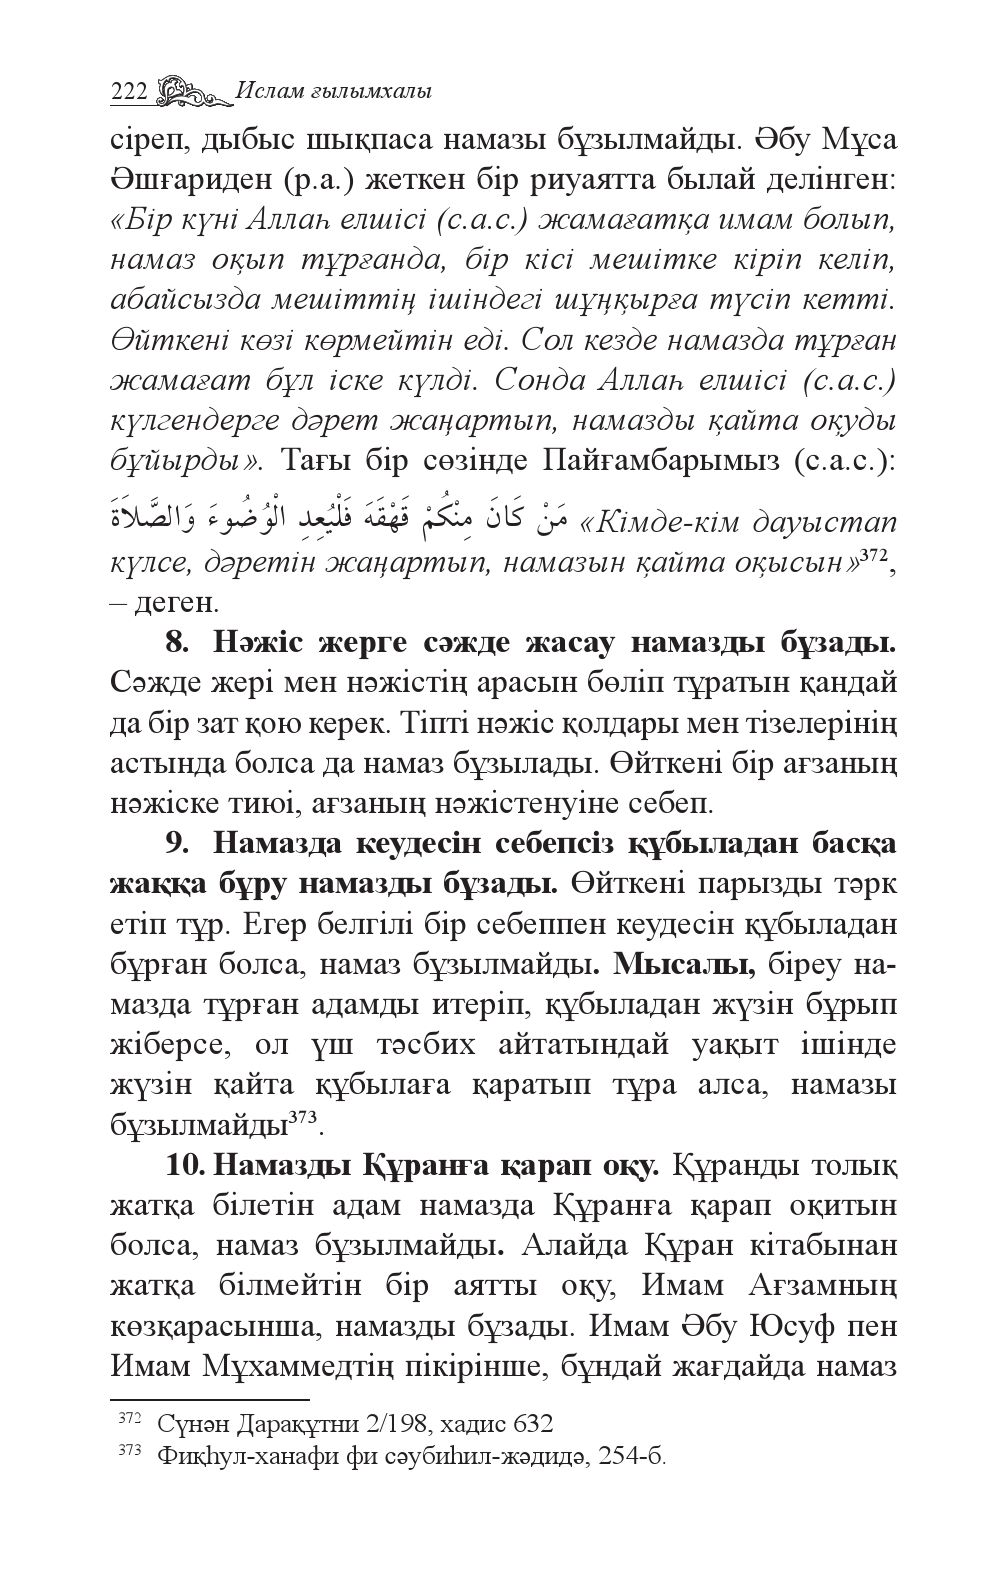 222 Ислам ғылымхалы
сіреп, дыбыс шықпаса намазы бұзылмайды. Әбу Мұса
Әшғариден (р.а.) жеткен бір риуаятта былай делінген:
«Бір күні Аллаһ елшісі (с.а.с.) жамағатқа имам болып,
намаз оқып тұрғанда, бір кісі мешітке кіріп келіп,
абайсызда мешіттің ішіндегі шұңқырға түсіп кетті.
Өйткені көзі көрмейтін еді. Сол кезде намазда тұрған
жамағат бұл іске күлді. Сонда Аллаһ елшісі (с.а.с.)
күлгендерге дәрет жаңартып, намазды қайта оқуды
бұйырды». Тағы бір сөзінде Пайғамбарымыз (с.а.с.):
مَنْ كَانَ مِنْكُمْ قَهْقَهَ فَلْيُعِدِ الْوُضُوءَ وَالصَّلَاةَ «Кімде-кім дауыстап
күлсе, дәретін жаңартып, намазын қайта оқысын»372,
– деген.
8. Нәжіс жерге сәжде жасау намазды бұзады.
Сәжде жері мен нәжістің арасын бөліп тұратын қандай
да бір зат қою керек. Тіпті нәжіс қолдары мен тізелерінің
астында болса да намаз бұзылады. Өйткені бір ағзаның
нәжіске тиюі, ағзаның нәжістенуіне себеп.
9. Намазда кеудесін себепсіз құбыладан басқа
жаққа бұру намазды бұзады. Өйткені парызды тәрк
етіп тұр. Егер белгілі бір себеппен кеудесін құбыладан
бұрған болса, намаз бұзылмайды. Мысалы, біреу на-
мазда тұрған адамды итеріп, құбыладан жүзін бұрып
жіберсе, ол үш тәсбих айтатындай уақыт ішінде
жүзін қайта құбылаға қаратып тұра алса, намазы
бұзылмайды373.
10. Намазды Құранға қарап оқу. Құранды толық
жатқа білетін адам намазда Құранға қарап оқитын
болса, намаз бұзылмайды. Алайда Құран кітабынан
жатқа білмейтін бір аятты оқу, Имам Ағзамның
көзқарасынша, намазды бұзады. Имам Әбу Юсуф пен
Имам Мұхаммедтің пікірінше, бұндай жағдайда намаз
372 Сүнән Дарақұтни 2/198, хадис 632
373 Фиқһул-ханафи фи сәубиһил-жәдидә, 254-б.